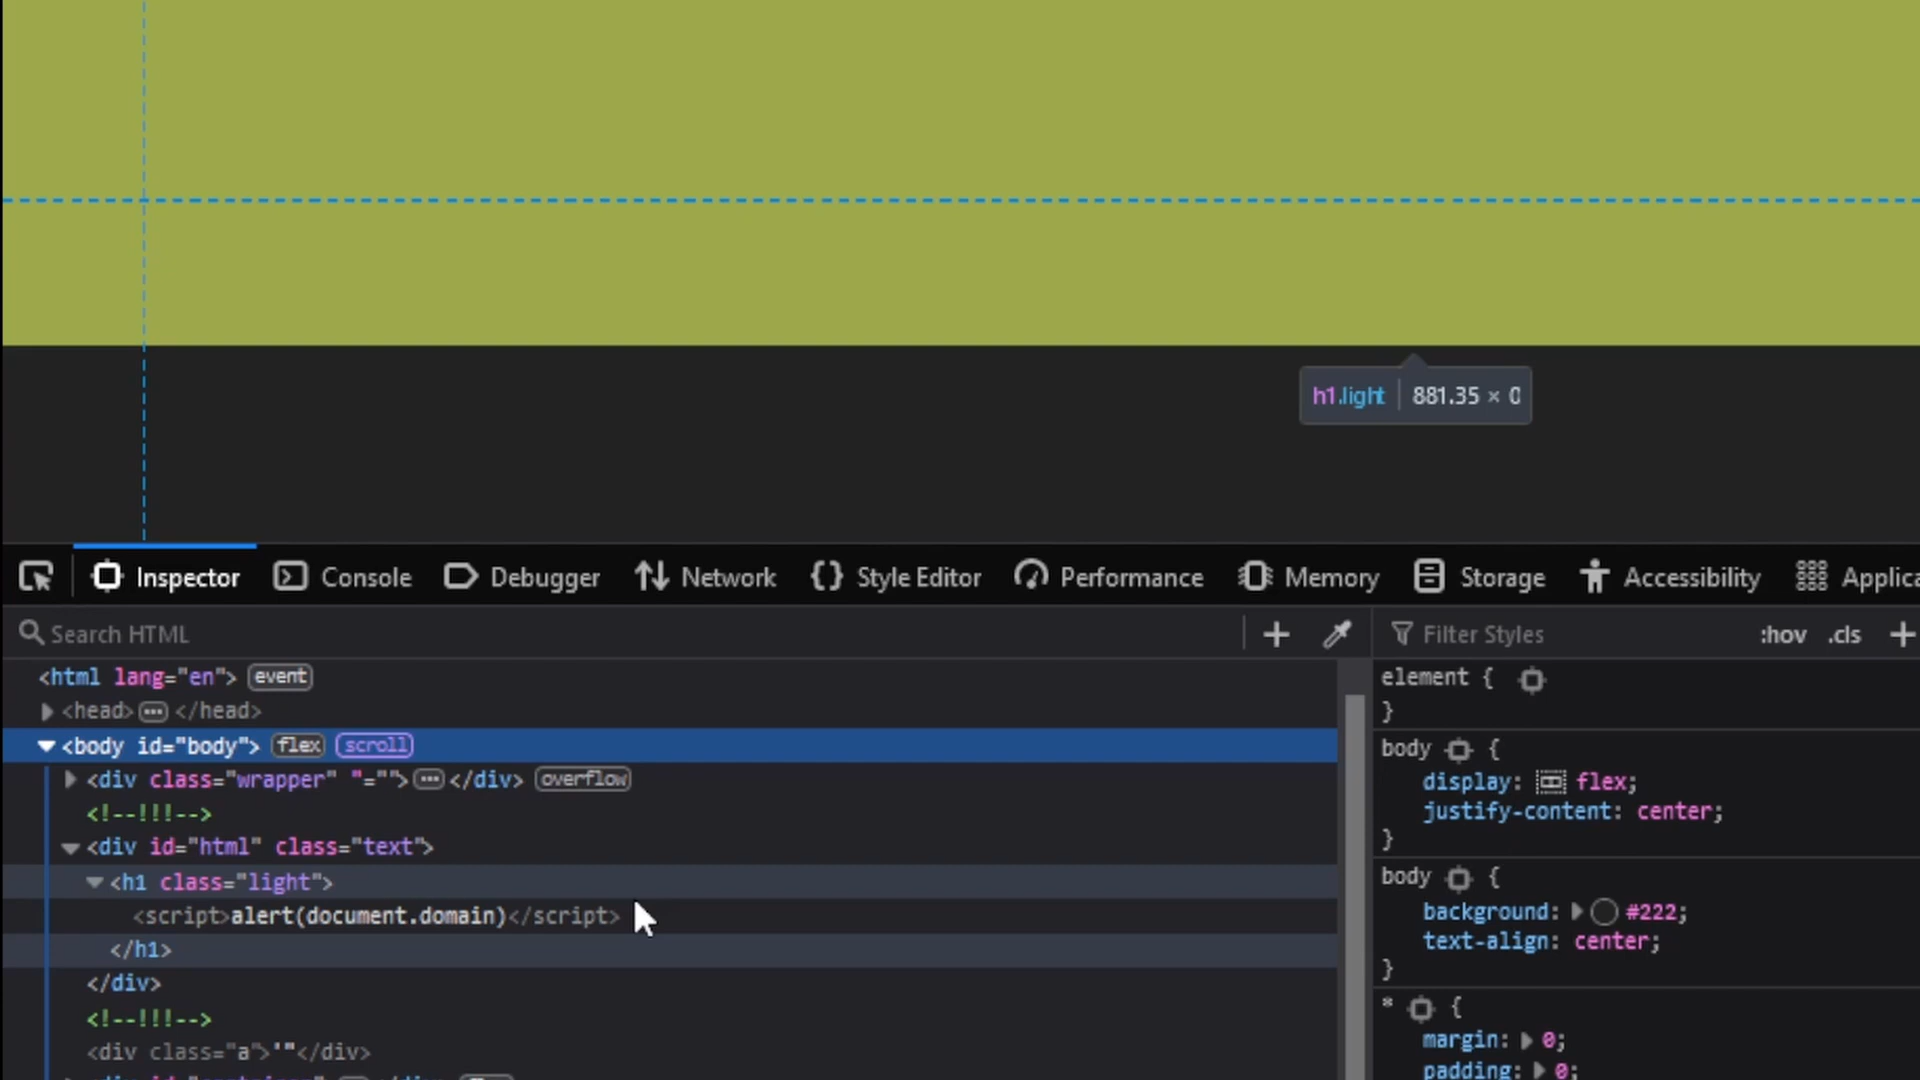 h1.light 881.35 × 0
Inspector Console Debugger Network Style Editor Performance Memory Storage Accessibility Applica
Search HTML
Filter Styles :hov .cls
<html lang="en"> event
<head> </head>
<body id="body"> flex scroll
<div class="wrapper" "=""> </div> overflow
<!--!!!-->
<div id="html" class="text">
<h1 class="light">
<script>alert(document.domain)</script>
</h1>
</div>
<!--!!!-->
<div class="a">'"</div>
element {
}
body {
display: flex;
justify-content: center;
}
body {
background: #222;
text-align: center;
}
* {
margin: 0;
padding: 0;